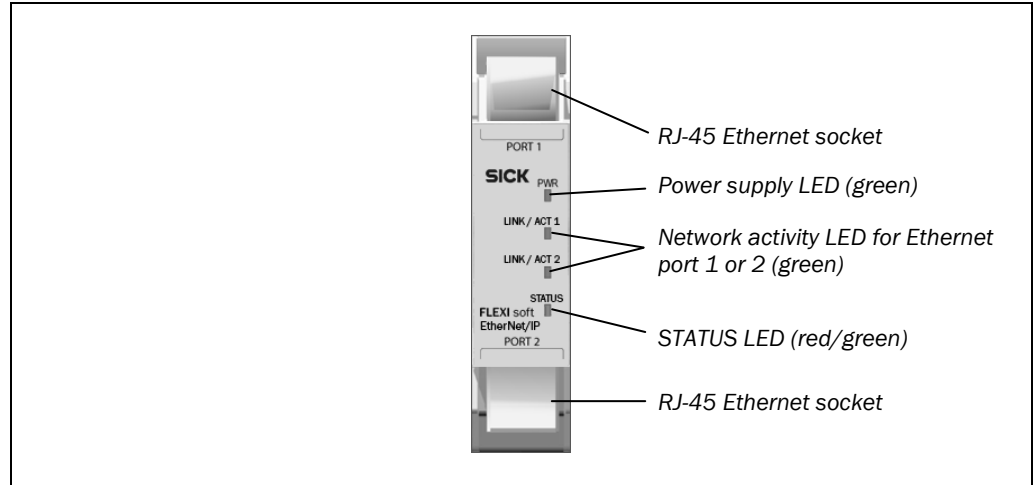 PORT 1
RJ-45 Ethernet socket
SICK
PWR
Power supply LED (green)
LINK / ACT 1
Network activity LED for Ethernet
port 1 or 2 (green)
LINK / ACT 2
STATUS
FLEXI soft
EtherNet/IP
STATUS LED (red/green)
PORT 2
RJ-45 Ethernet socket